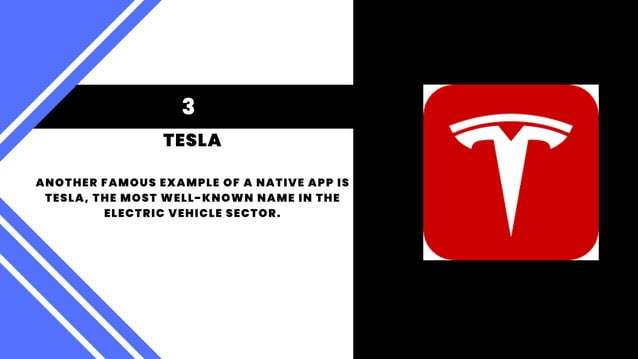 3
TESLA
ANOTHER FAMOUS EXAMPLE OF A NATIVE APP IS
TESLA, THE MOST WELL-KNOWN NAME IN THE
ELECTRIC VEHICLE SECTOR.